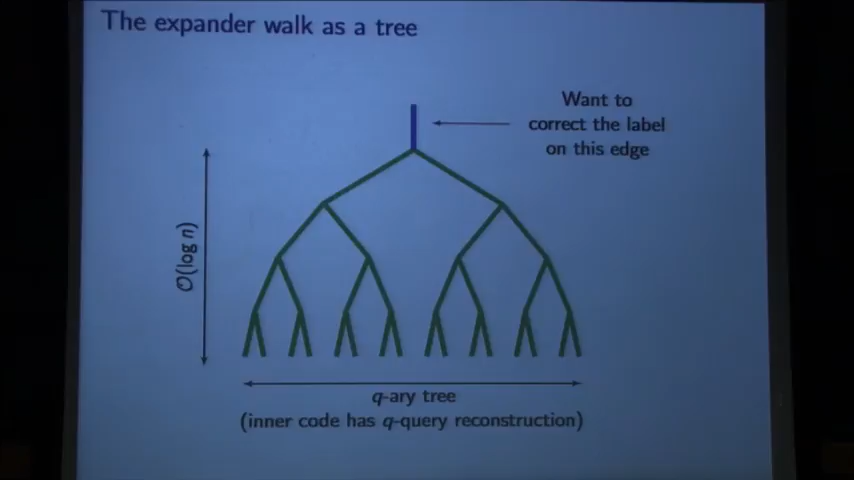 The expander walk as a tree
Want to
correct the label
on this edge
O(log n)
q-ary tree
(inner code has q-query reconstruction)